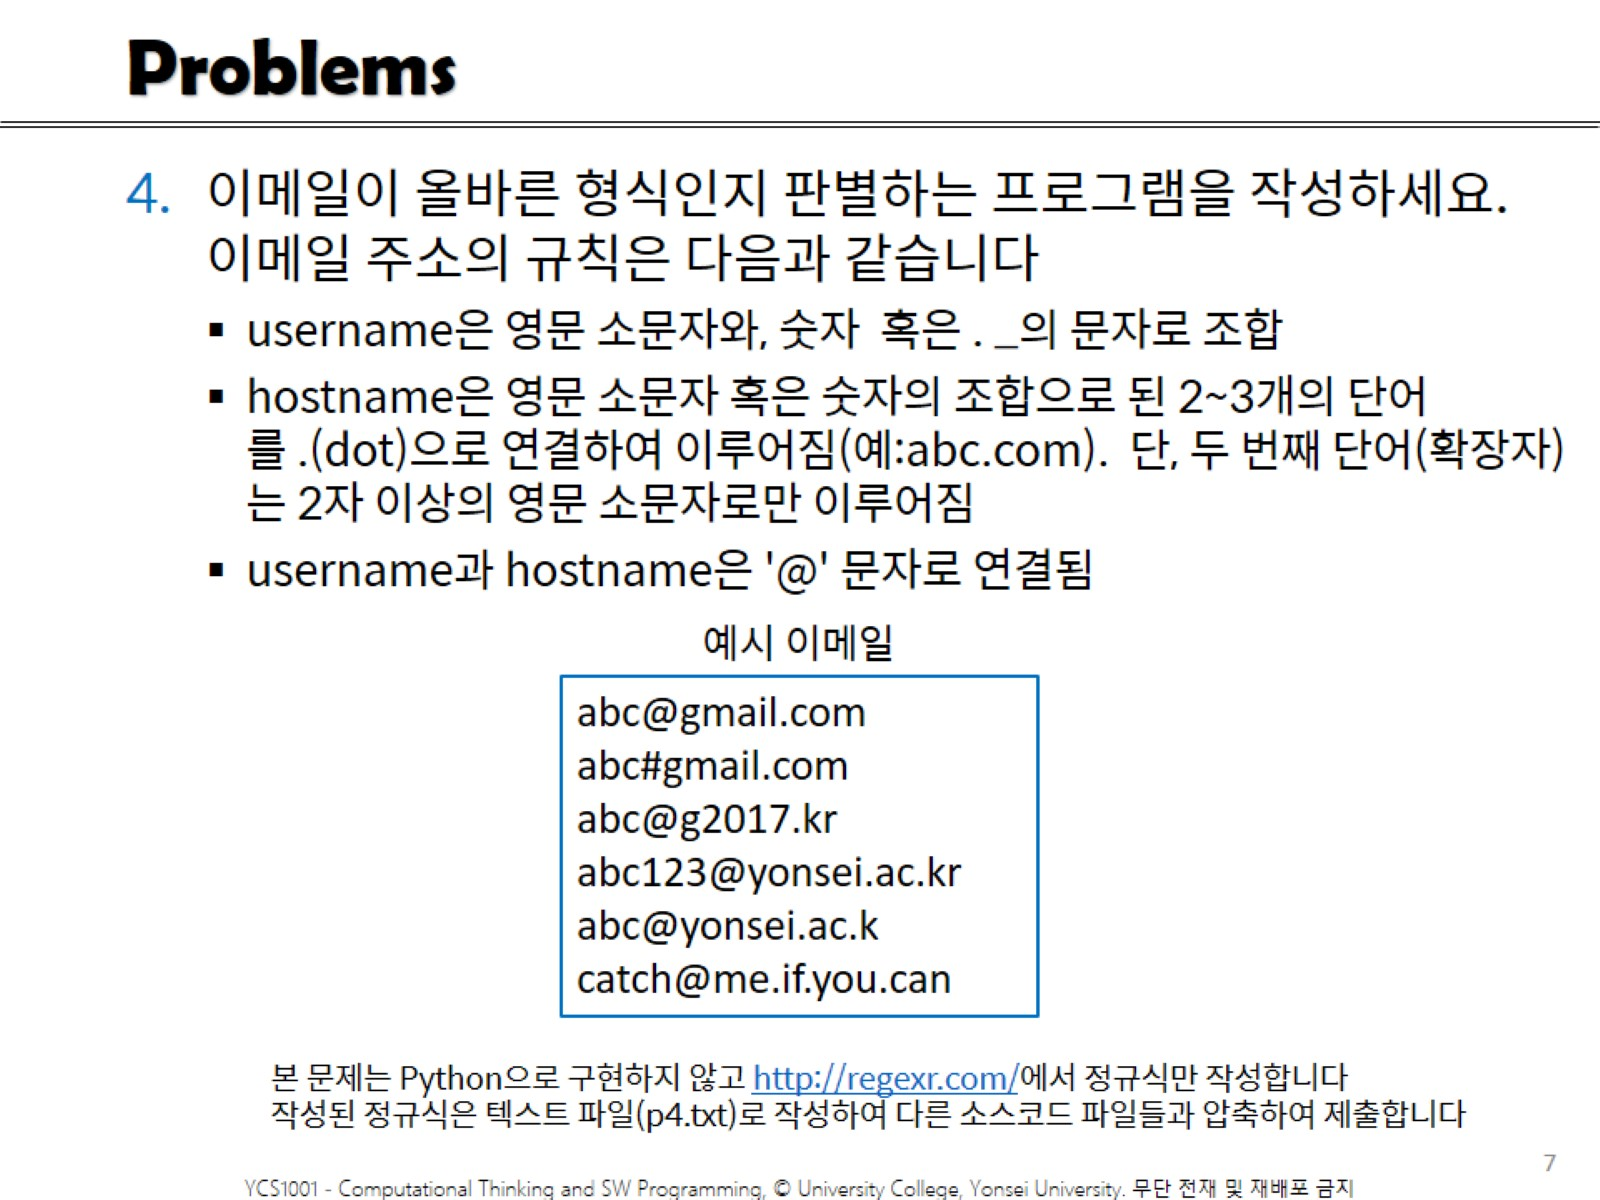 Problems
4. 이메일이 올바른 형식인지 판별하는 프로그램을 작성하세요.
이메일 주소의 규칙은 다음과 같습니다
▪ username은 영문 소문자와, 숫자 혹은 . _의 문자로 조합
▪ hostname은 영문 소문자 혹은 숫자의 조합으로 된 2~3개의 단어
를 .(dot)으로 연결하여 이루어짐(예:abc.com). 단, 두 번째 단어(확장자)
는 2자 이상의 영문 소문자로만 이루어짐
▪ username과 hostname은 '@' 문자로 연결됨
예시 이메일
abc@gmail.com
abc#gmail.com
abc@g2017.kr
abc123@yonsei.ac.kr
abc@yonsei.ac.k
catch@me.if.you.can
본 문제는 Python으로 구현하지 않고 http://regexr.com/에서 정규식만 작성합니다
작성된 정규식은 텍스트 파일(p4.txt)로 작성하여 다른 소스코드 파일들과 압축하여 제출합니다
7
YCS1001 - Computational Thinking and SW Programming, © University College, Yonsei University. 무단 전재 및 재배포 금지